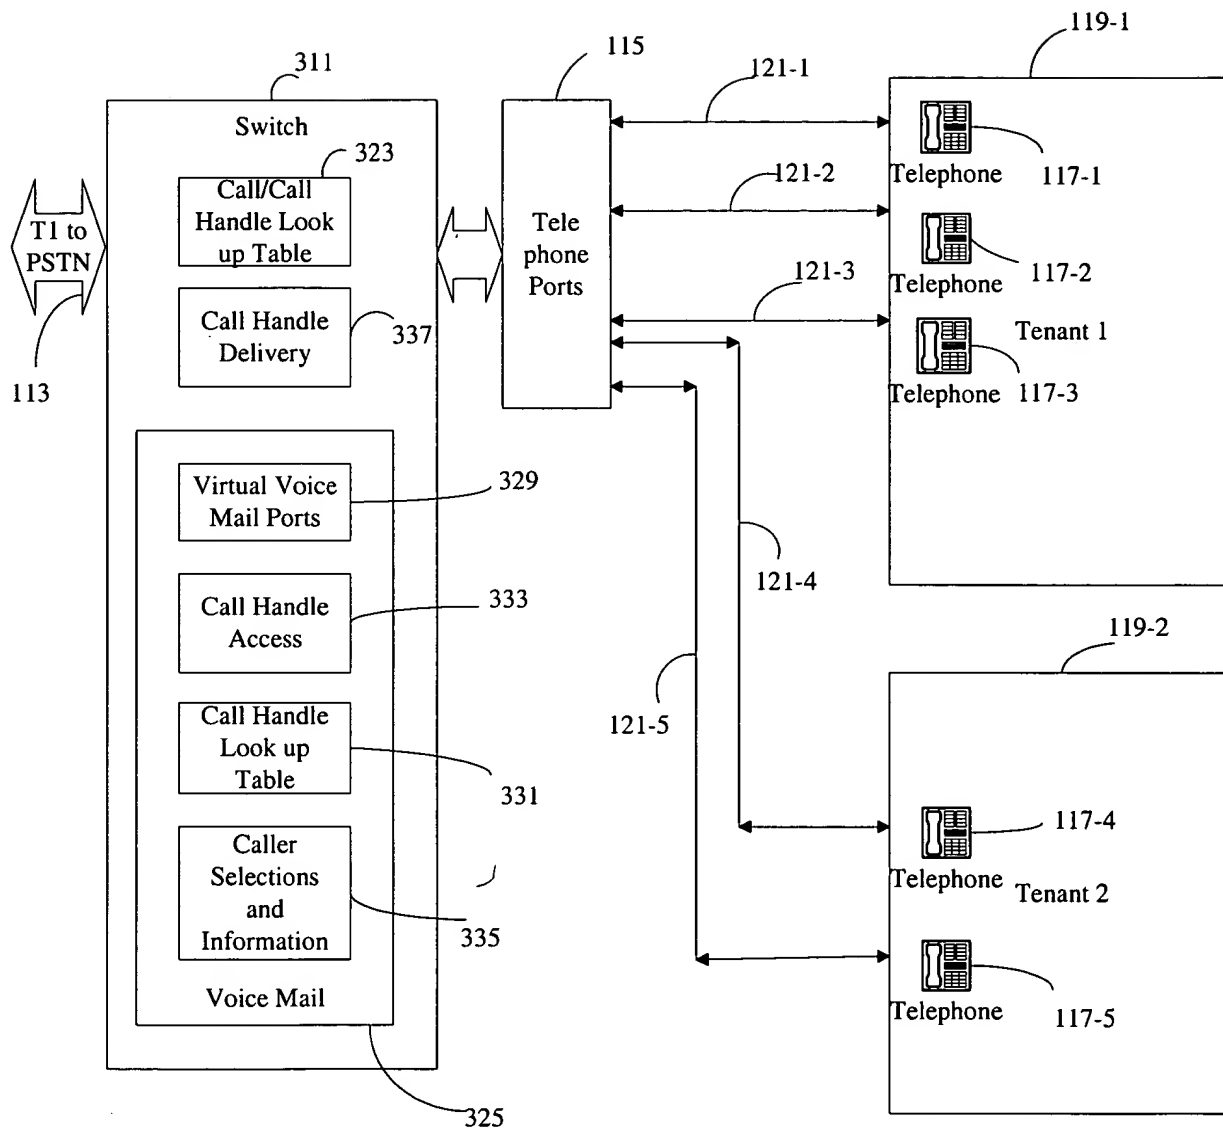 311
115
119-1
121-1
Switch
323
Call/Call
Handle Look
up Table
T1 to
PSTN
113
Call Handle
Delivery
337
Tele
phone
Ports
121-2
121-3
Telephone
117-1
Telephone
117-2
Tenant 1
Telephone
117-3
Virtual Voice
Mail Ports
329
Call Handle
Access
333
121-4
Call Handle
Look up
Table
331
121-5
119-2
Caller
Selections
and
Information
335
Voice Mail
325
117-4
Telephone
Tenant 2
Telephone
117-5